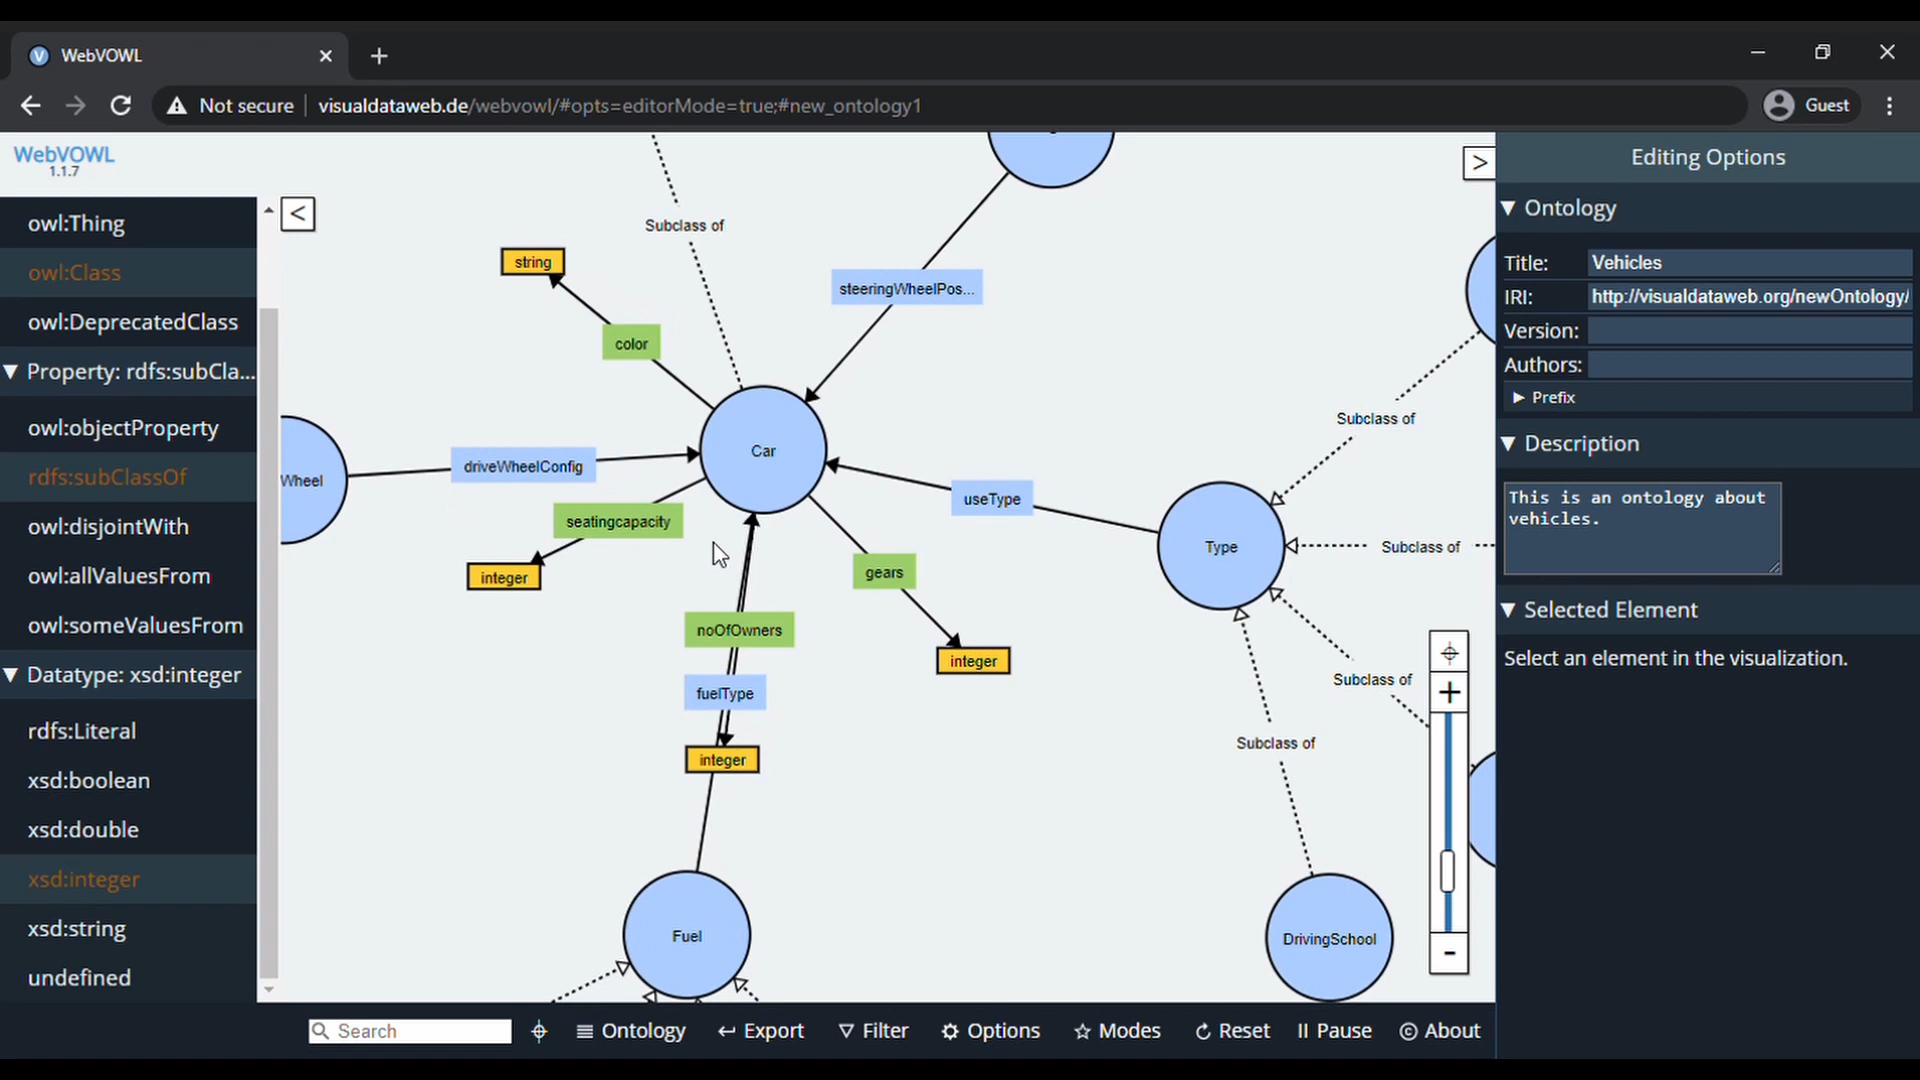 WebVOWL
Not secure
visualdataweb.de/webvowl/#opts=editorMode=true;#new_ontology1
Guest
WebVOWL
1.1.7
<
owl:Thing
owl:Class
owl:DeprecatedClass
Property: rdfs:subCla...
owl:objectProperty
rdfs:subClassOf
owl:disjointWith
owl:allValuesFrom
owl:someValuesFrom
Datatype: xsd:integer
rdfs:Literal
xsd:boolean
xsd:double
xsd:integer
xsd:string
undefined
Subclass of
string
steeringWheelPos...
color
Car
Wheel
driveWheelConfig
seatingcapacity
integer
useType
Type
gears
integer
noOfOwners
fuelType
integer
Fuel
Subclass of
Subclass of
Subclass of
Subclass of
DrivingSchool
>
+
-
Editing Options
Ontology
Title: Vehicles
IRI: http://visualdataweb.org/newOntology/
Version:
Authors:
Prefix
Description
This is an ontology about
vehicles.
Selected Element
Select an element in the visualization.
Search
Ontology
Export
Filter
Options
Modes
Reset
Pause
© About